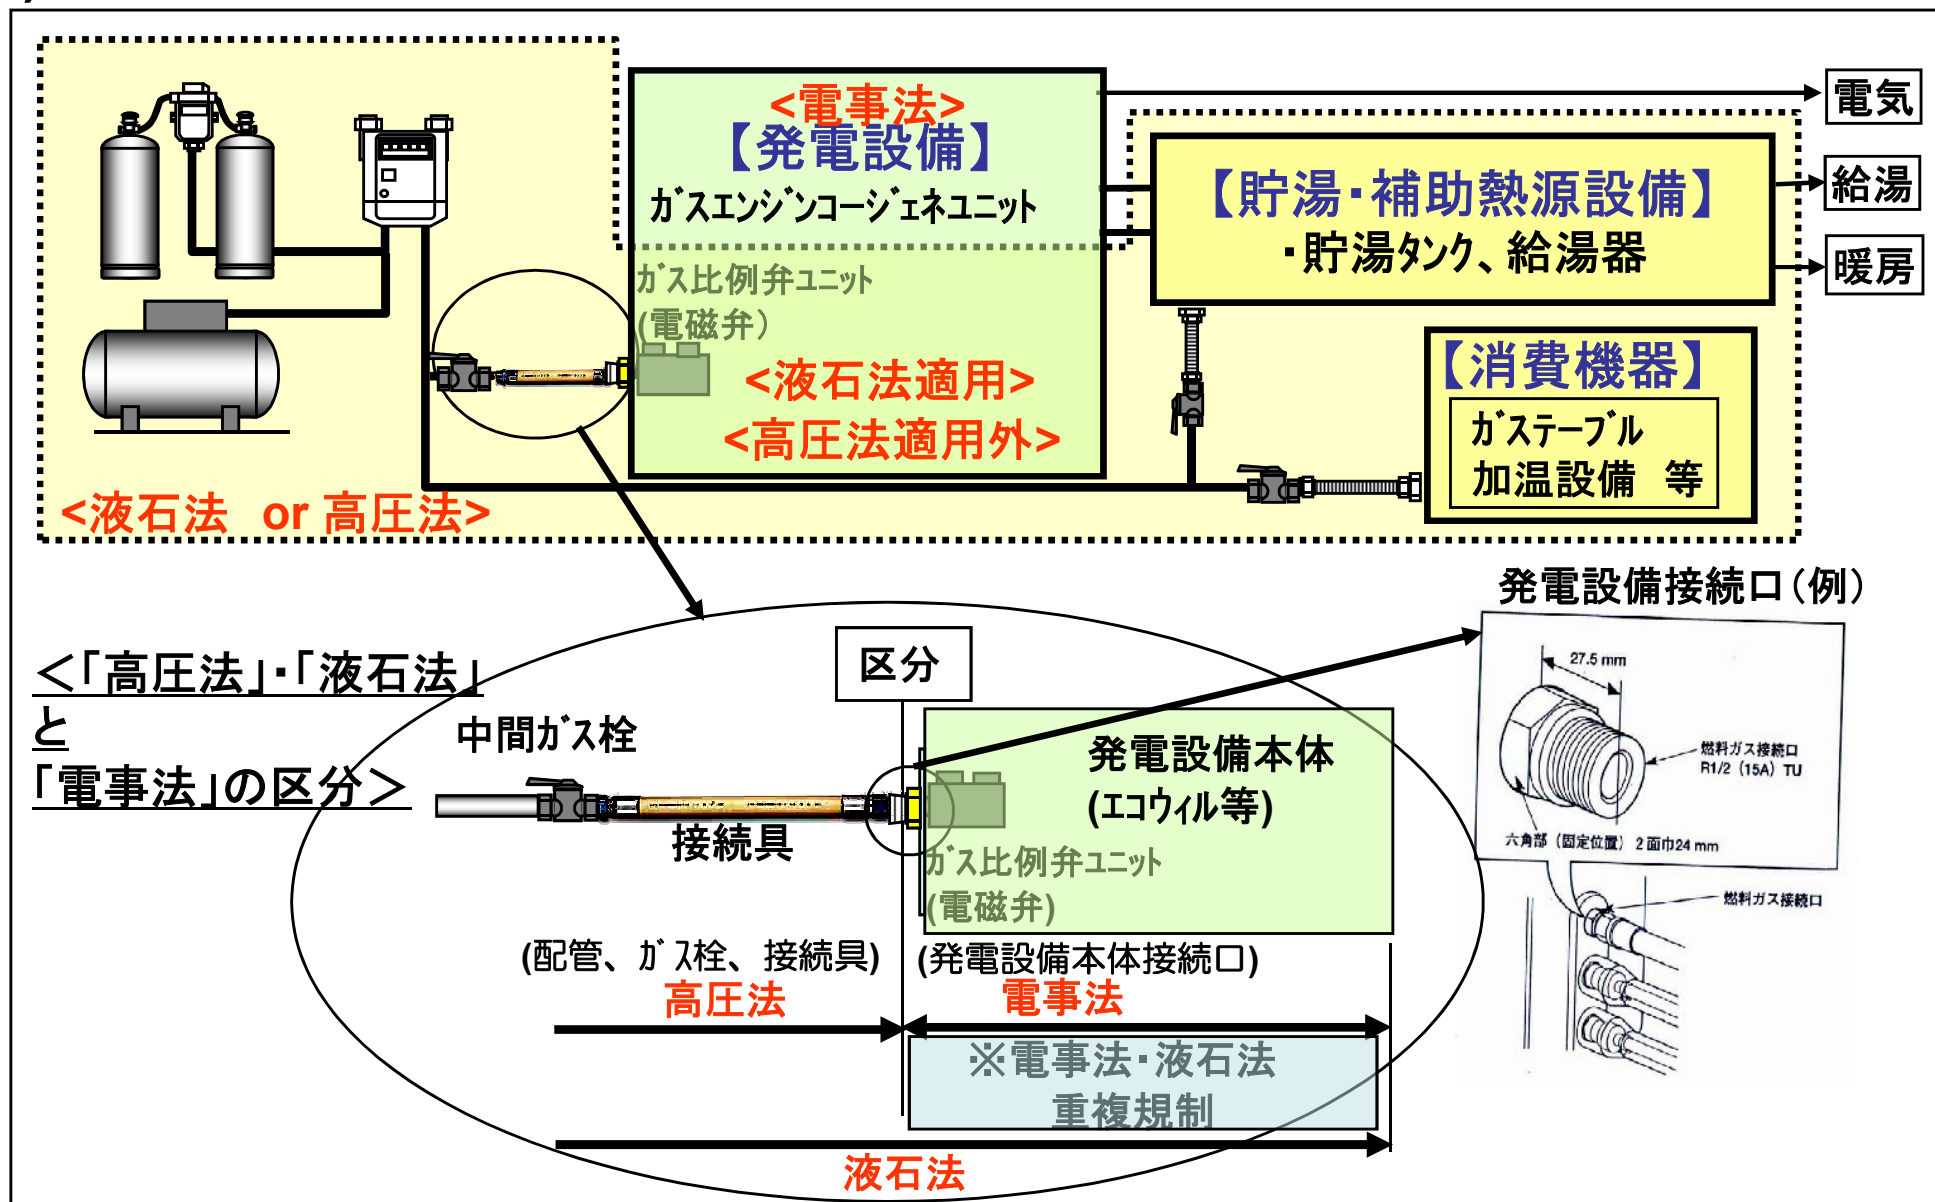 <電事法>
【発電設備】
ガスエンジンコージェネユニット
ガス比例弁ユニット
(電磁弁)
<液石法適用>
<高圧法適用外>
<液石法 or 高圧法>
電気
給湯
暖房
【貯湯・補助熱源設備】
・貯湯タンク、給湯器
【消費機器】
ガステーブル
加温設備 等
<「高圧法」・「液石法」
と
「電事法」の区分>
区分
中間ガス栓
接続具
発電設備本体
(エコウィル等)
ガス比例弁ユニット
(電磁弁)
(配管、ガス栓、接続具)
(発電設備本体接続口)
高圧法
電事法
※電事法・液石法
重複規制
液石法
発電設備接続口(例)
27.5 mm
燃料ガス接続口
R1/2 (15A) TU
六角部 (固定位置) 2面巾24 mm
燃料ガス接続口